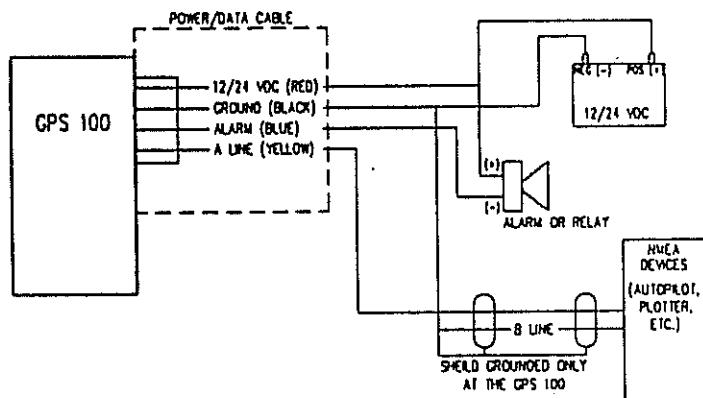 POWER/DATA CABLE
GPS 100
12/24 VDC (RED)
GROUND (BLACK)
ALARM (BLUE)
A LINE (YELLOW)
NEG (-) POS (+)
12/24 VDC
(+)
(-)
ALARM OR RELAY
NMEA
DEVICES
(AUTOPILOT,
PLOTTER,
ETC.)
B LINE
SHEILD GROUNDED ONLY
AT THE GPS 100